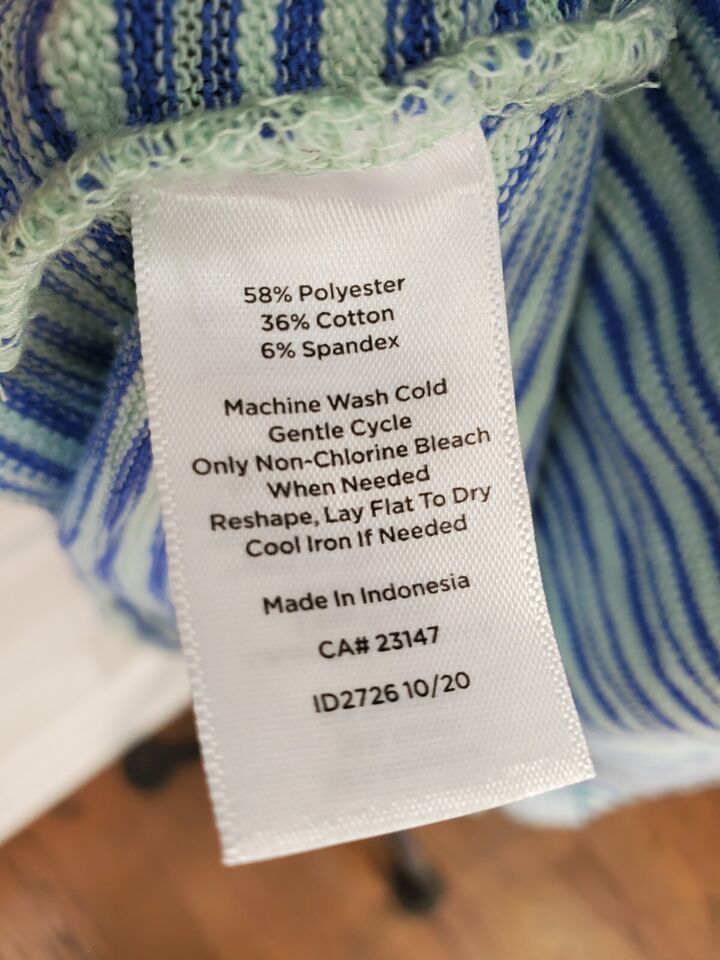 58% Polyester
36% Cotton
6% Spandex
Machine Wash Cold
Gentle Cycle
Only Non-Chlorine Bleach
When Needed
Reshape, Lay Flat To Dry
Cool Iron If Needed
Made In Indonesia
CA# 23147
ID2726 10/20